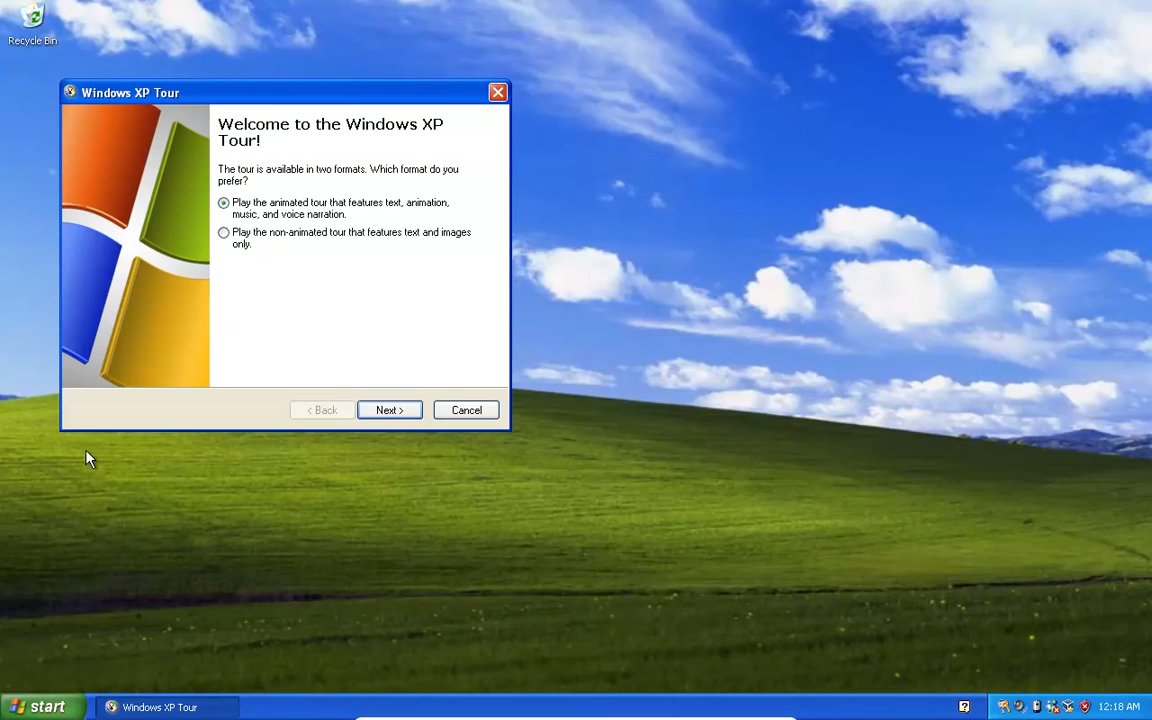 Recycle Bin
Windows XP Tour
Welcome to the Windows XP
Tour!
The tour is available in two formats. Which format do you
prefer?
Play the animated tour that features text, animation,
music, and voice narration.
Play the non-animated tour that features text and images
only.
< Back
Next >
Cancel
start
Windows XP Tour
?
12:18 AM